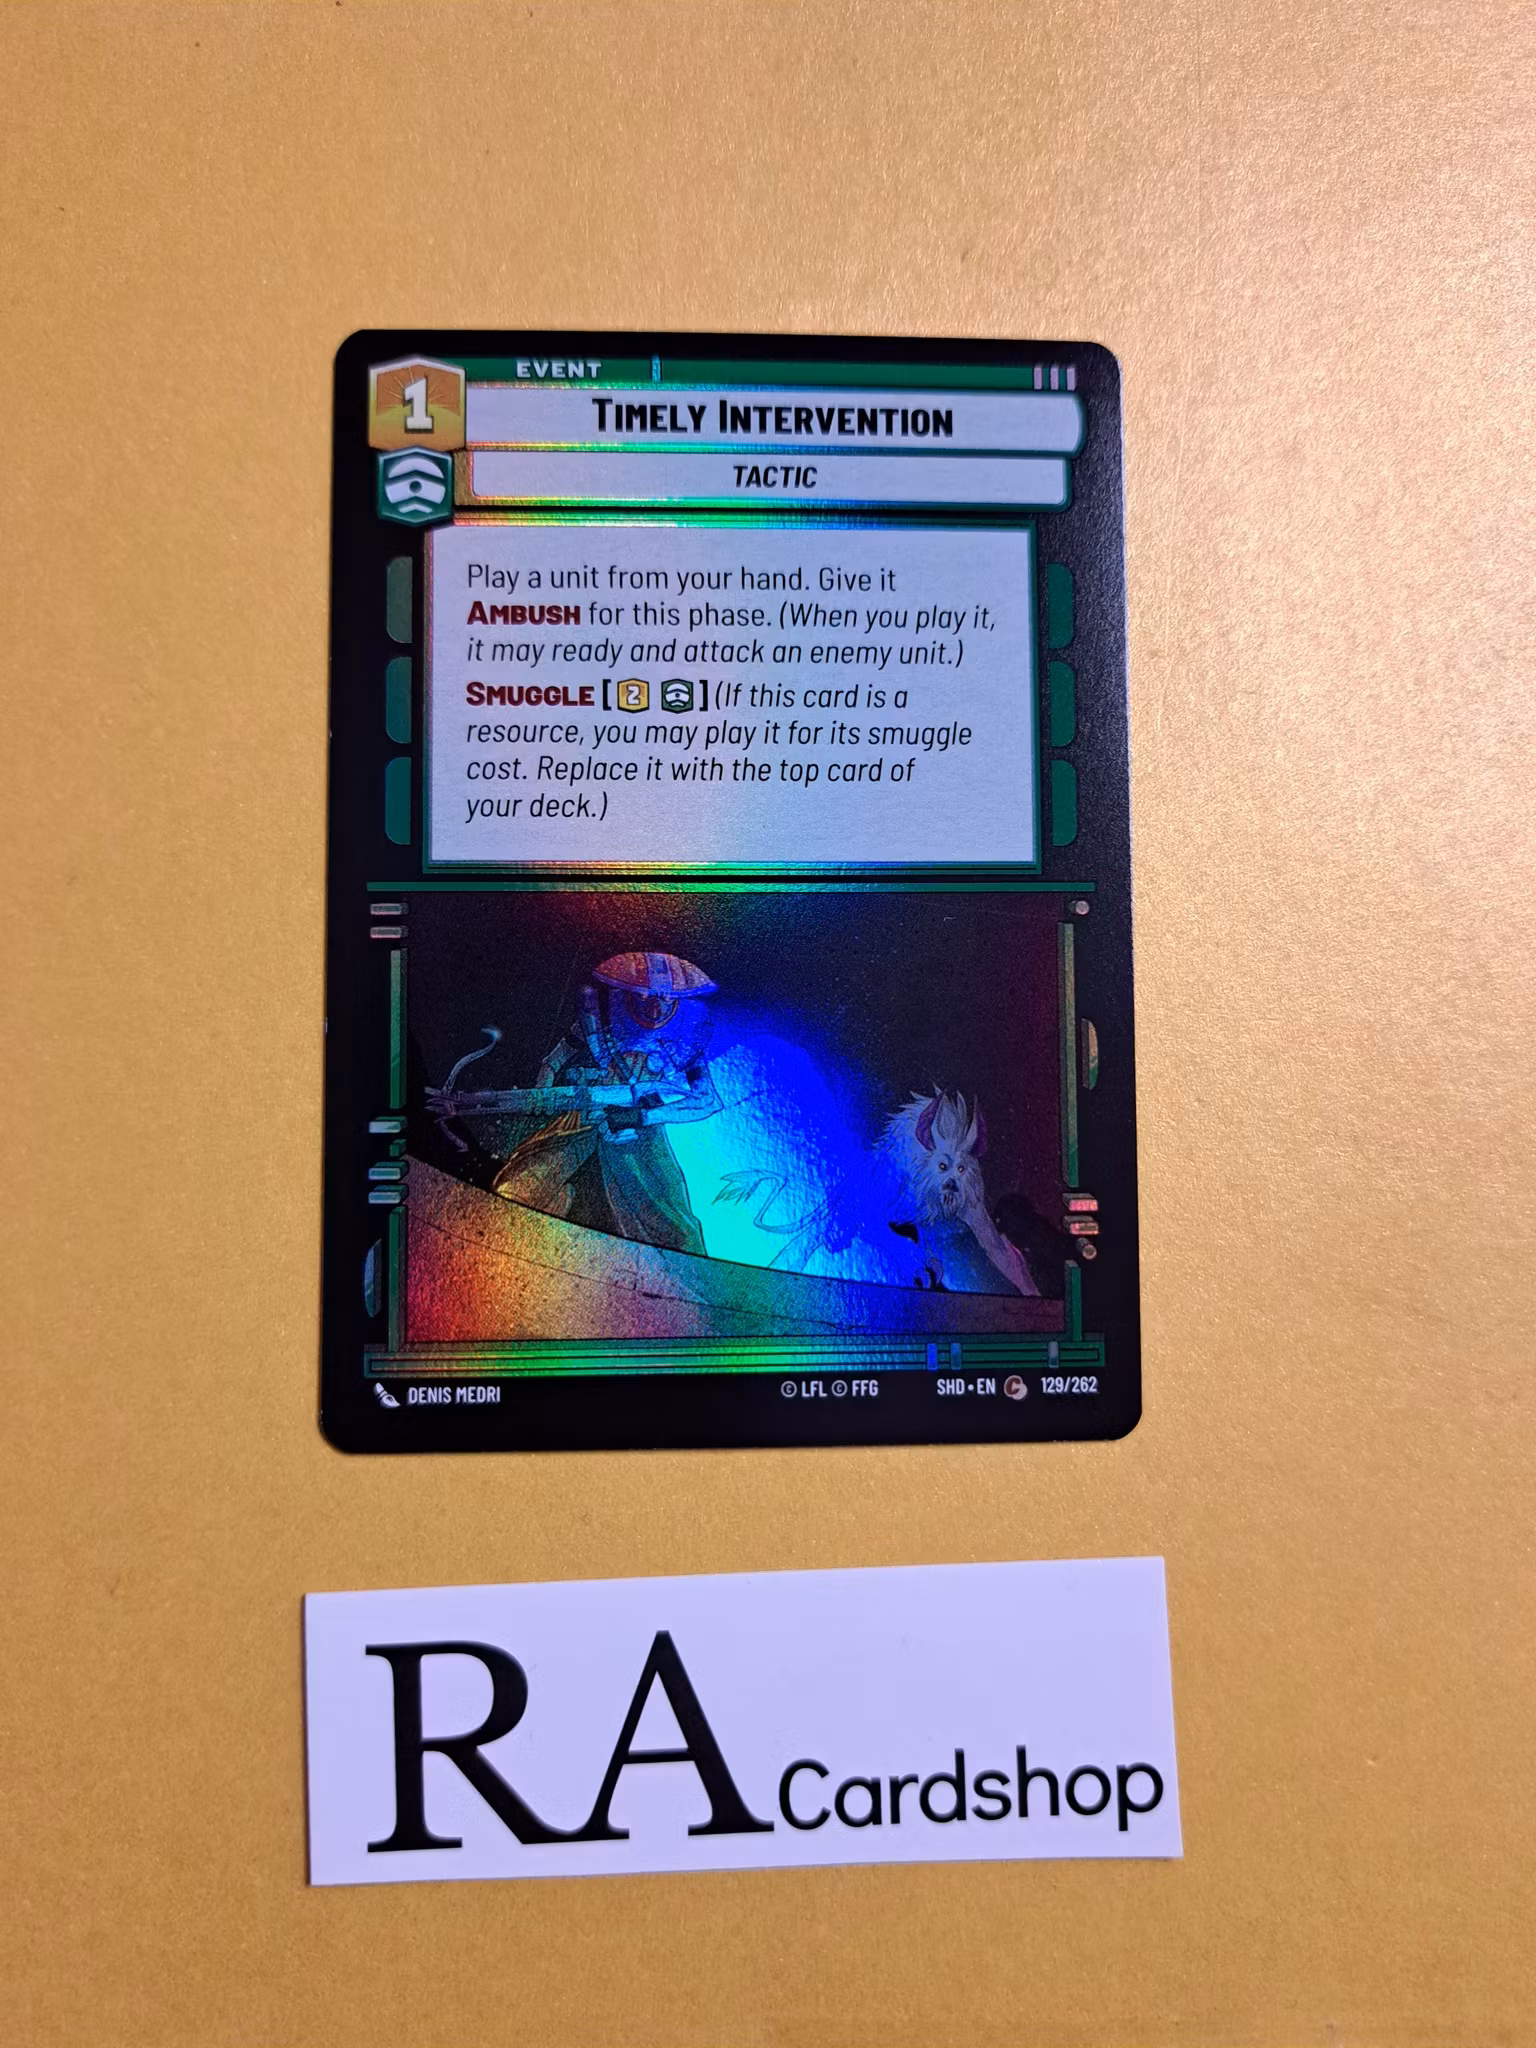 EVENT
1
TIMELY INTERVENTION
TACTIC
Play a unit from your hand. Give it
AMBUSH for this phase. (When you play it,
it may ready and attack an enemy unit.)
SMUGGLE [2] (If this card is a
resource, you may play it for its smuggle
cost. Replace it with the top card of
your deck.)
DENIS MEDRI © LFL © FFG SHD • EN C 129/262
RA Cardshop